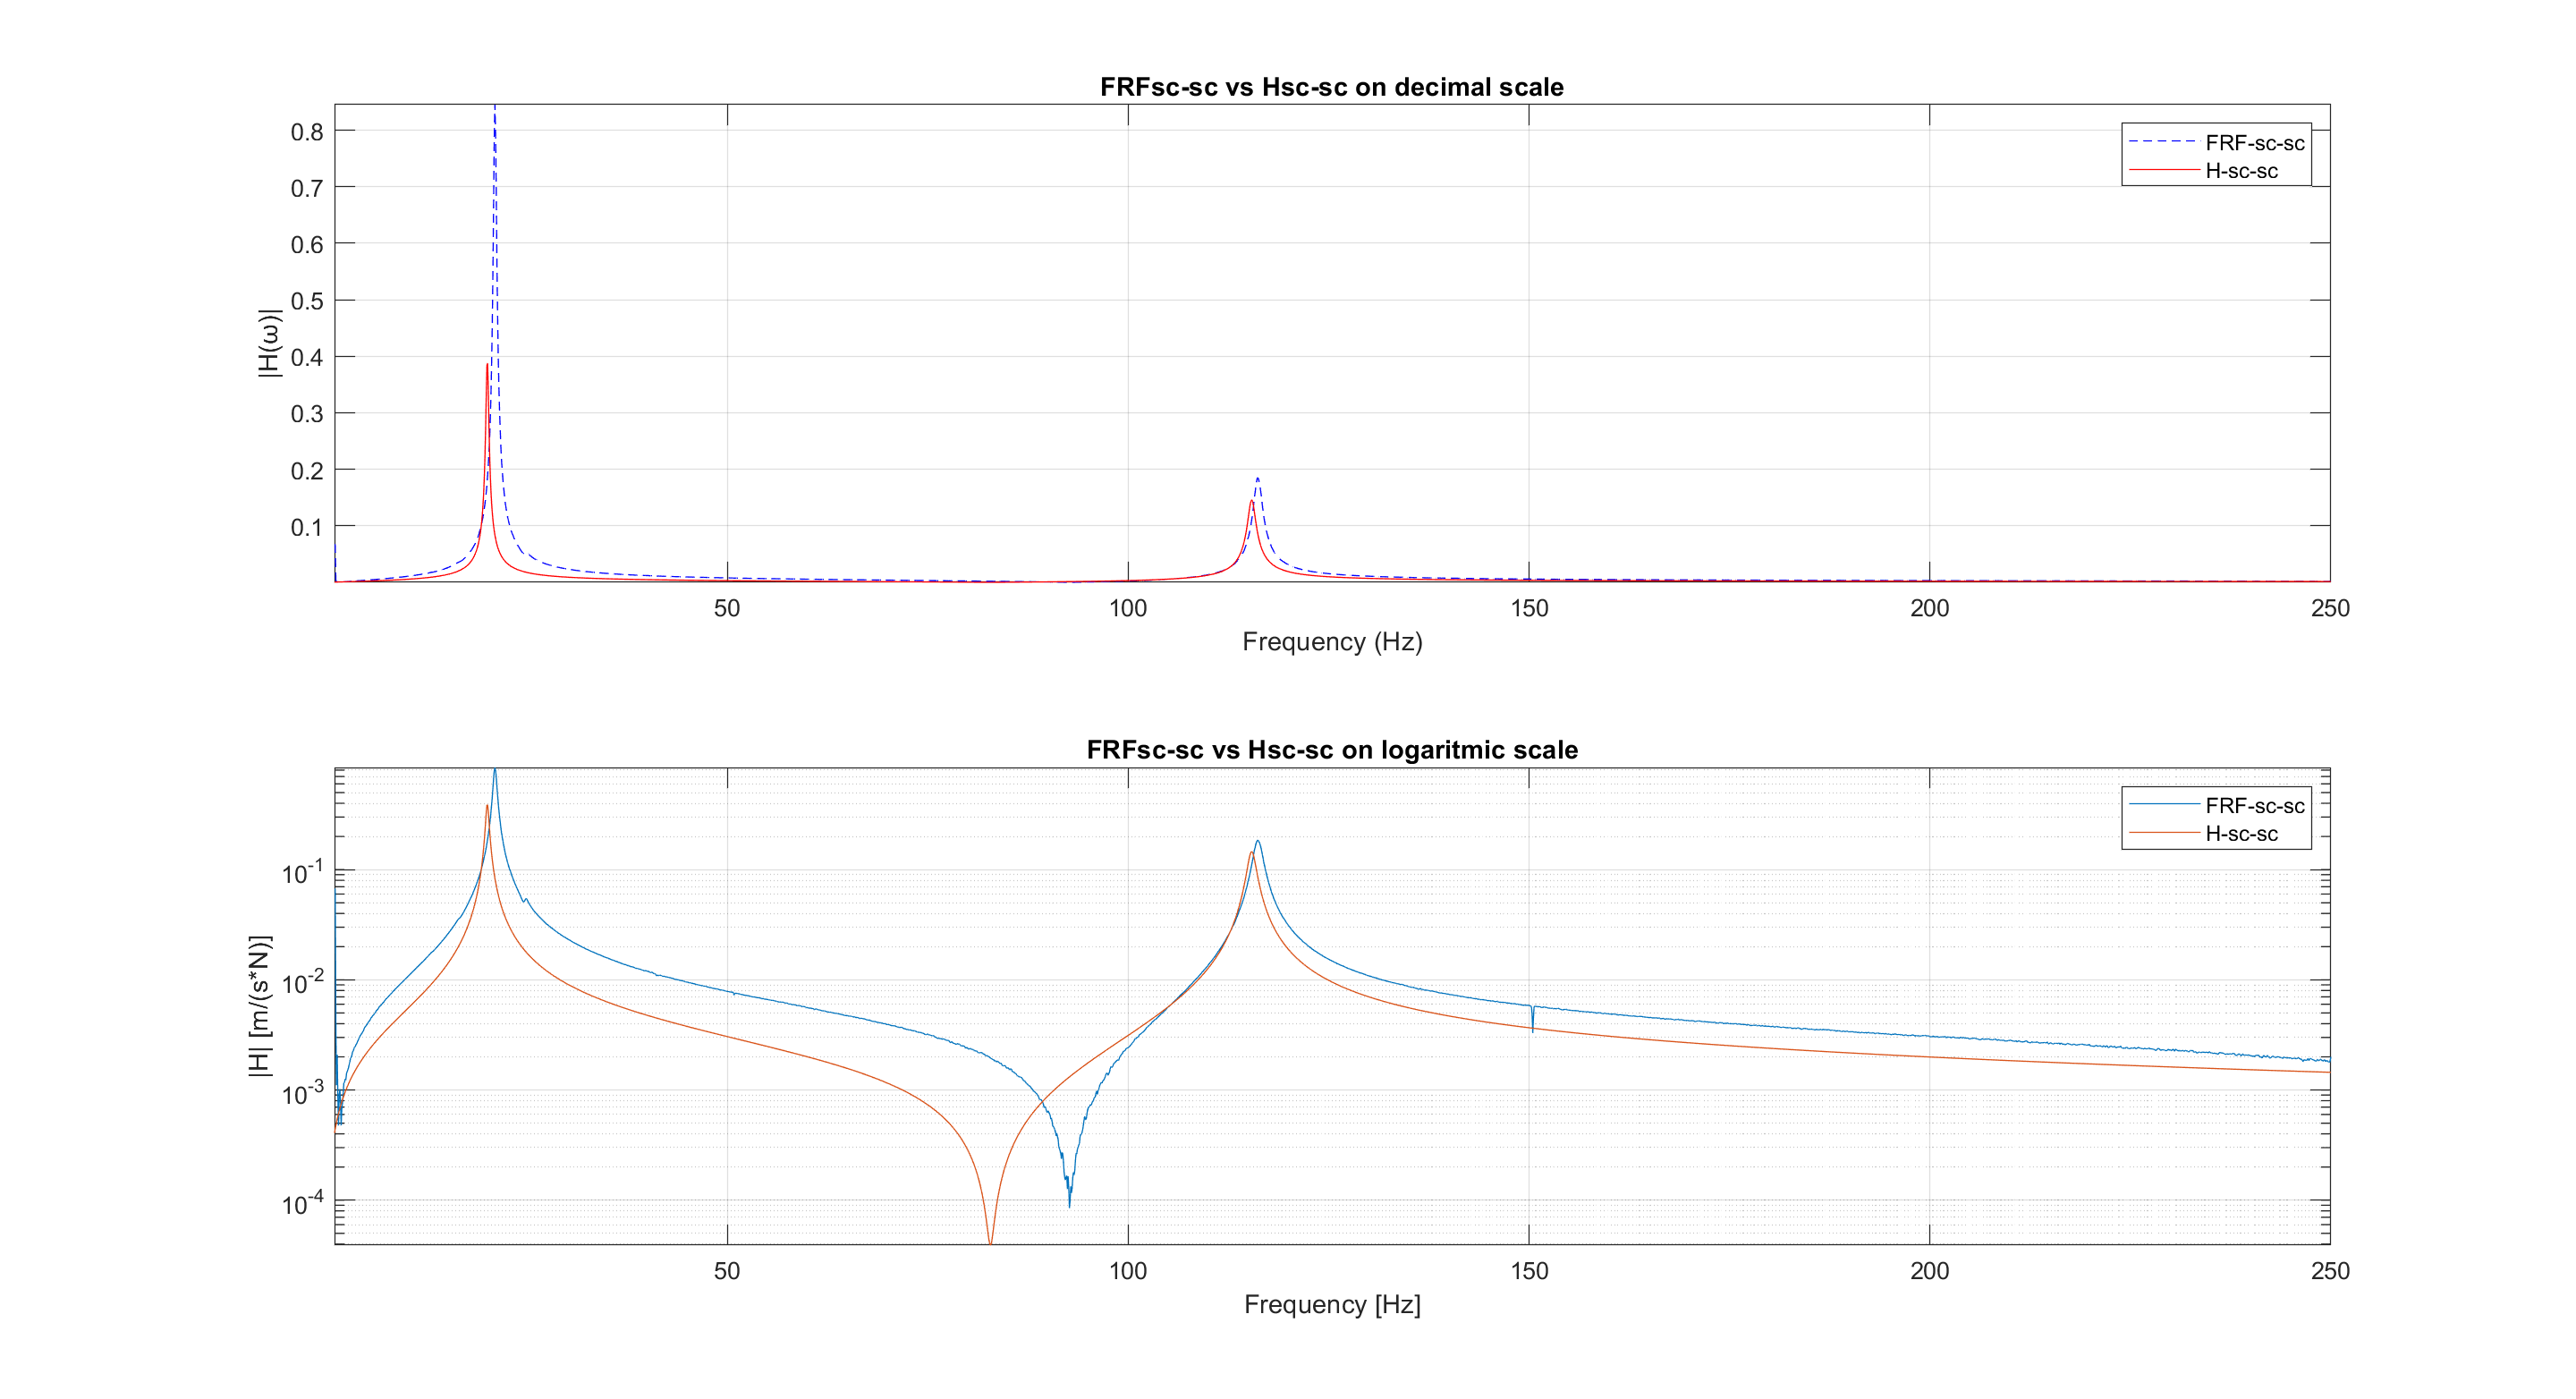 FRFsc-sc vs Hsc-sc on decimal scale
FRF-sc-sc
H-sc-sc
|H(ω)|
0.8
0.7
0.6
0.5
0.4
0.3
0.2
0.1
50 100 150 200 250
Frequency (Hz)
FRFsc-sc vs Hsc-sc on logaritmic scale
FRF-sc-sc
H-sc-sc
|H| [m/(s*N)]
10-1
10-2
10-3
10-4
50 100 150 200 250
Frequency [Hz]